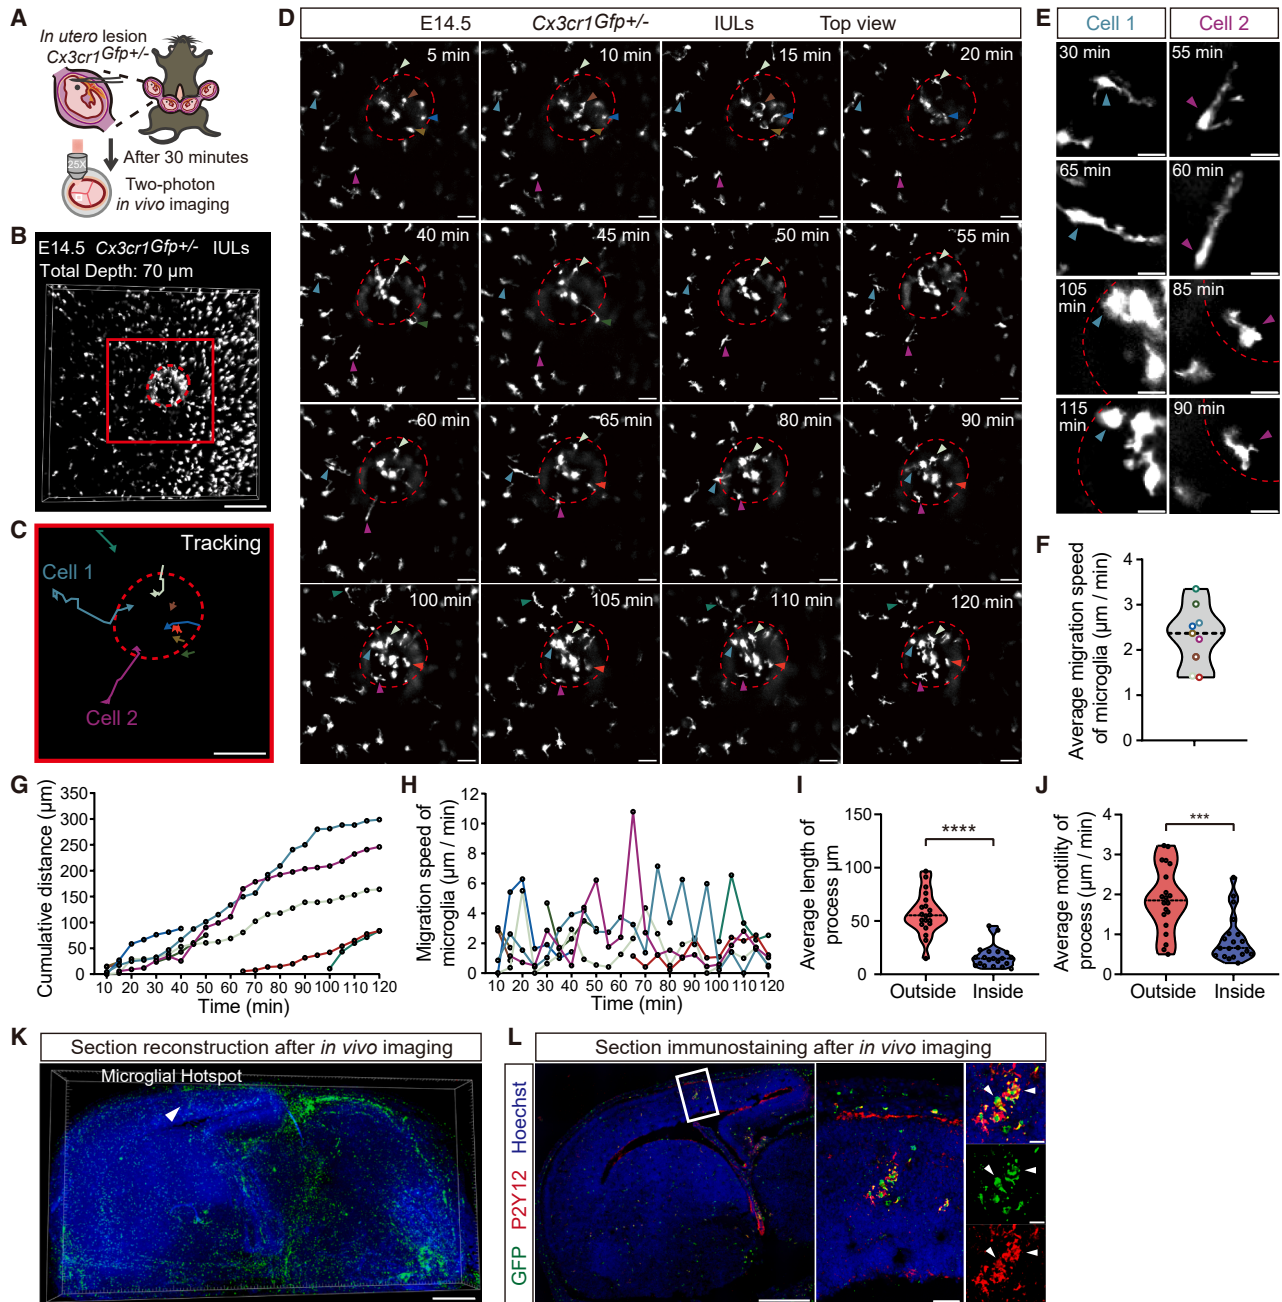 A
In utero lesion
Cx3cr1Gfp+/-
25X
After 30 minutes
Two-photon
in vivo imaging
B
E14.5 Cx3cr1Gfp+/- IULs
Total Depth: 70 µm
C
Tracking
Cell 1
Cell 2
D
E14.5 Cx3cr1Gfp+/- IULs Top view
5 min 10 min 15 min 20 min
40 min 45 min 50 min 55 min
60 min 65 min 80 min 90 min
100 min 105 min 110 min 120 min
E
Cell 1 Cell 2
30 min 55 min
65 min 60 min
105 min 85 min
115 min 90 min
F
Average migration speed
of microglia (µm / min)
4
3
2
1
0
G
Cumulative distance (µm)
350
300
250
200
150
100
50
0
10 20 30 40 50 60 70 80 90 100 110 120
Time (min)
H
Migration speed of
microglia (µm / min)
12
10
8
6
4
2
0
10 20 30 40 50 60 70 80 90 100 110 120
Time (min)
I
Average length of
process µm
150
100
50
0
****
Outside Inside
J
Average motility of
process (µm / min)
4
3
2
1
0
***
Outside Inside
K
Section reconstruction after in vivo imaging
Microglial Hotspot
L
Section immunostaining after in vivo imaging
GFP P2Y12 Hoechst